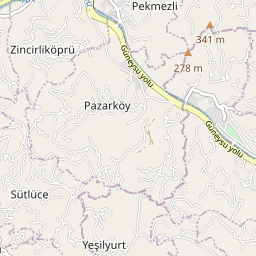 Pekmezli
341 m
Zincirliköprü
Güneysu yolu
278 m
Pazarköy
Güneysu yolu
Sütlüce
Yeşilyurt